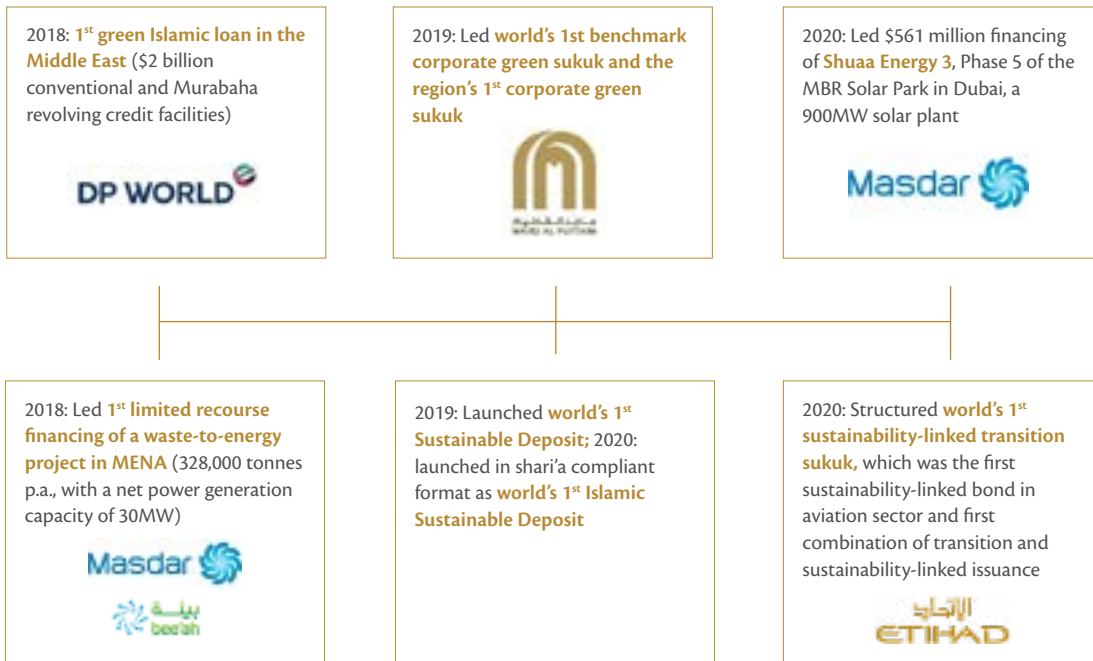 2018: 1st green Islamic loan in the
Middle East ($2 billion
conventional and Murabaha
revolving credit facilities)
DP WORLD
2019: Led world's 1st benchmark
corporate green sukuk and the
region's 1st corporate green
sukuk
ماجد الفطيم
MAJID AL FUTTAIM
2020: Led $561 million financing
of Shuaa Energy 3, Phase 5 of the
MBR Solar Park in Dubai, a
900MW solar plant
Masdar
2018: Led 1st limited recourse
financing of a waste-to-energy
project in MENA (328,000 tonnes
p.a., with a net power generation
capacity of 30MW)
Masdar
بيئة
bee'ah
2019: Launched world's 1st
Sustainable Deposit; 2020:
launched in shari'a compliant
format as world's 1st Islamic
Sustainable Deposit
2020: Structured world's 1st
sustainability-linked transition
sukuk, which was the first
sustainability-linked bond in
aviation sector and first
combination of transition and
sustainability-linked issuance
الإتحاد
ETIHAD